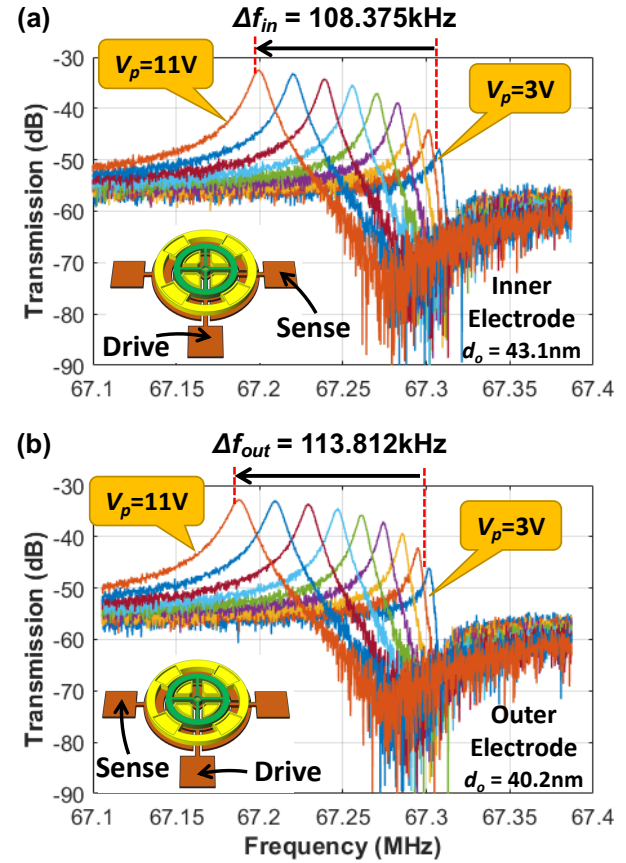 (a)
Δf_in = 108.375kHz
V_p=11V
V_p=3V
-30
-40
-50
-60
-70
-80
-90
Transmission (dB)
Drive
Sense
Inner
Electrode
d_o = 43.1nm
67.1
67.15
67.2
67.25
67.3
67.35
67.4
(b)
Δf_out = 113.812kHz
V_p=11V
V_p=3V
-30
-40
-50
-60
-70
-80
-90
Transmission (dB)
Sense
Drive
Outer
Electrode
d_o = 40.2nm
67.1
67.15
67.2
67.25
67.3
67.35
67.4
Frequency (MHz)